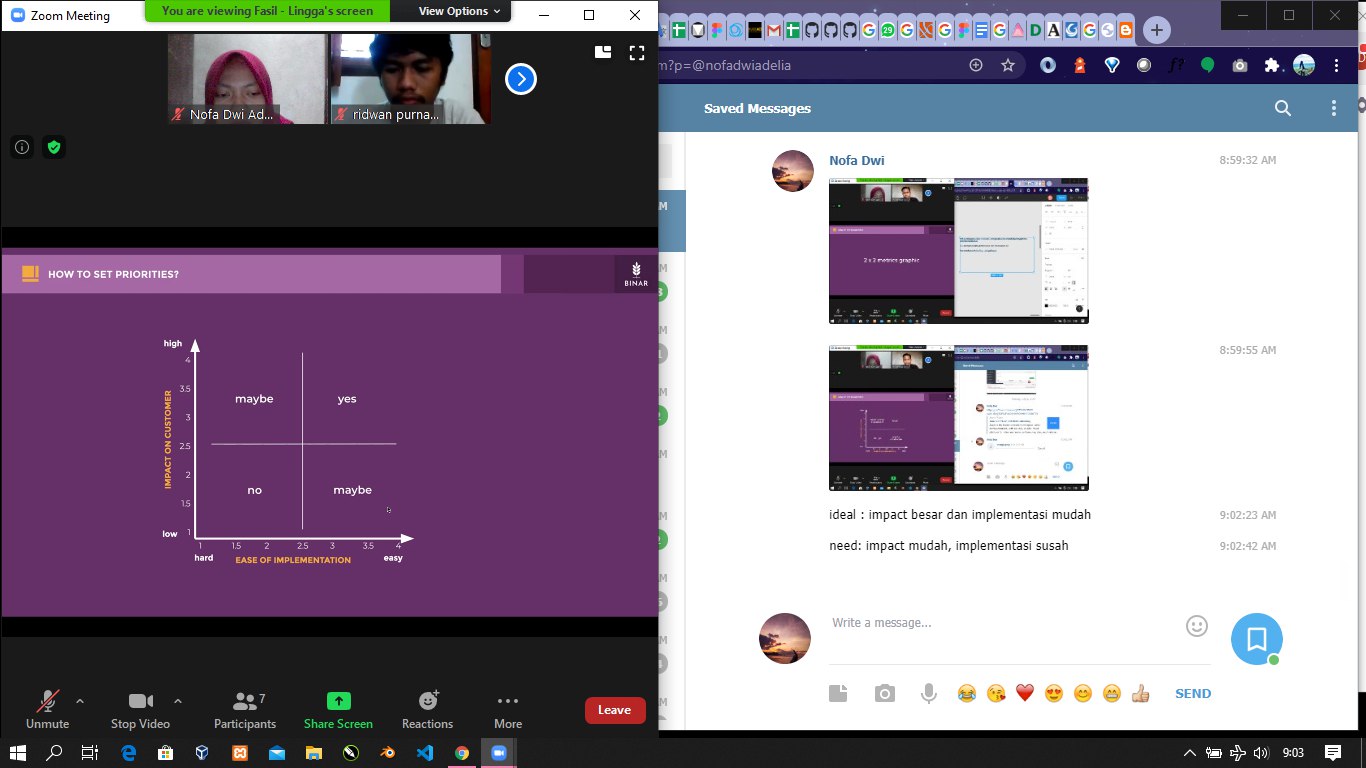 Zoom Meeting
You are viewing Fasil - Lingga's screen
View Options
Nofa Dwi Ad...
ridwan purna...
HOW TO SET PRIORITIES?
BINAR
high
4
3.5
3
2.5
2
1.5
1
low
IMPACT ON CUSTOMER
maybe
yes
no
maybe
1 1.5 2 2.5 3 3.5 4
hard
EASE OF IMPLEMENTATION
easy
Unmute
Stop Video
7
Participants
Share Screen
Reactions
More
Leave
m?p=@nofadwiadelia
Saved Messages
Nofa Dwi
8:59:32 AM
2 x 2 matrics graphic
8:59:55 AM
ideal : impact besar dan implementasi mudah
9:02:23 AM
need: impact mudah, implementasi susah
9:02:42 AM
Write a message...
SEND
9:03